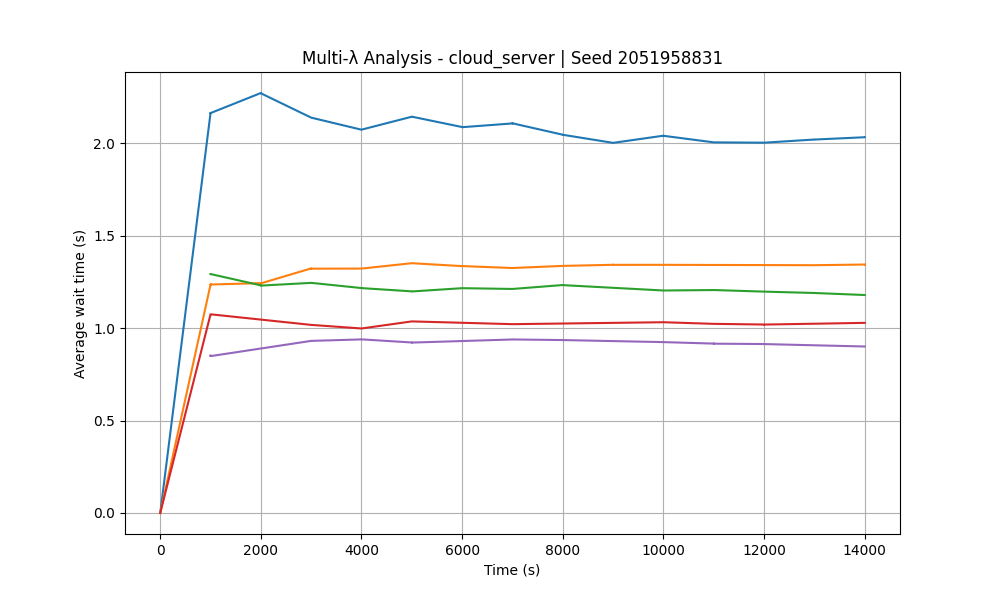 Multi-λ Analysis - cloud_server | Seed 2051958831
Average wait time (s)
2.0
1.5
1.0
0.5
0.0
0 2000 4000 6000 8000 10000 12000 14000
Time (s)